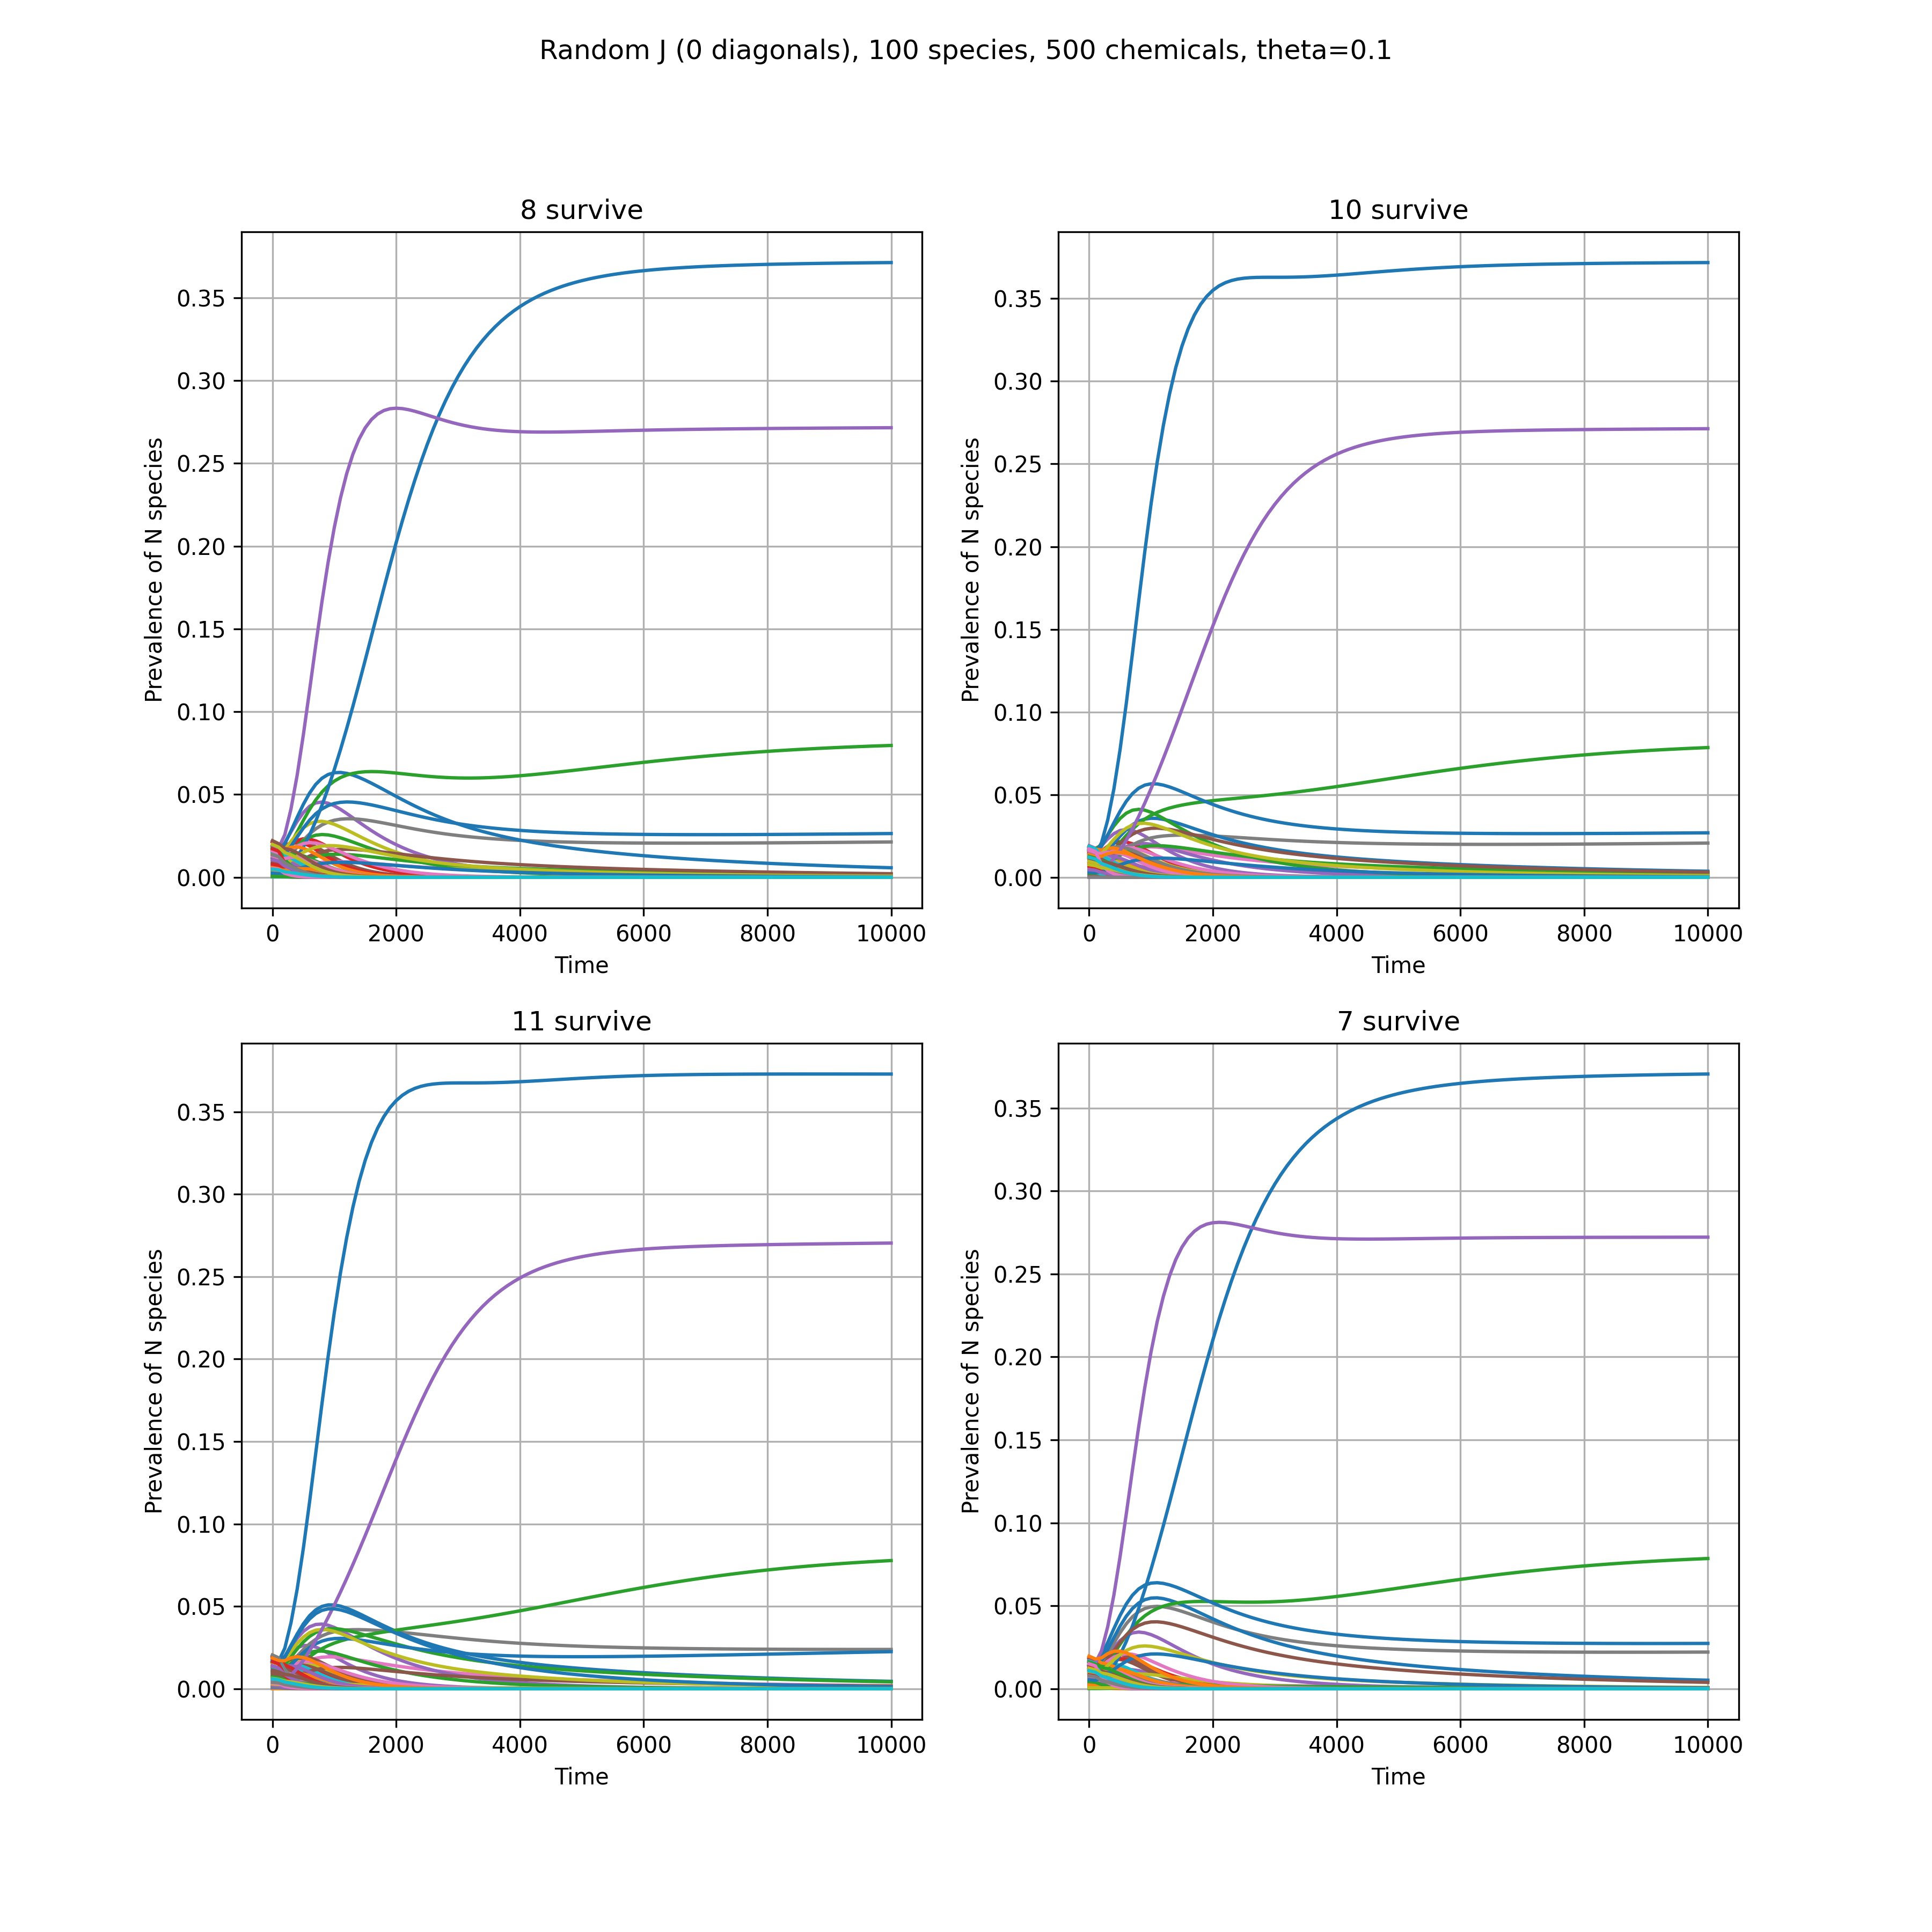 Random J (0 diagonals), 100 species, 500 chemicals, theta=0.1
8 survive
Prevalence of N species
0.35
0.30
0.25
0.20
0.15
0.10
0.05
0.00
0 2000 4000 6000 8000 10000
Time
10 survive
Prevalence of N species
0.35
0.30
0.25
0.20
0.15
0.10
0.05
0.00
0 2000 4000 6000 8000 10000
Time
11 survive
Prevalence of N species
0.35
0.30
0.25
0.20
0.15
0.10
0.05
0.00
0 2000 4000 6000 8000 10000
Time
7 survive
Prevalence of N species
0.35
0.30
0.25
0.20
0.15
0.10
0.05
0.00
0 2000 4000 6000 8000 10000
Time